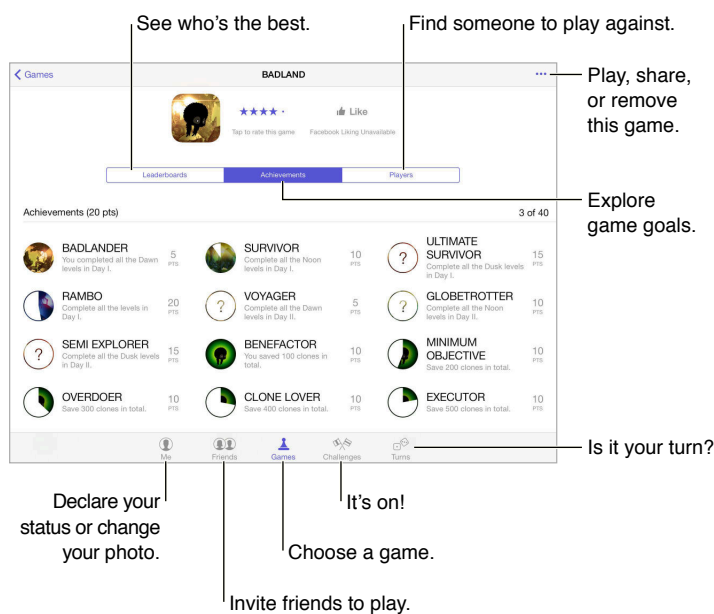 See who's the best.
Find someone to play against.
Games
BADLAND
Play, share,
or remove
this game.
Like
Tap to rate this game
Facebook Liking Unavailable
Leaderboards
Achievements
Players
Explore
game goals.
Achievements (20 pts)
3 of 40
BADLANDER
You completed all the Dawn
levels in Day I.
5
PTS
SURVIVOR
Complete all the Noon
levels in Day I.
10
PTS
?
ULTIMATE
SURVIVOR
Complete all the Dusk levels
in Day I.
15
PTS
RAMBO
Complete all the levels in
Day I.
20
PTS
?
VOYAGER
Complete all the Dawn
levels in Day II.
5
PTS
?
GLOBETROTTER
Complete all the Noon
levels in Day II.
10
PTS
?
SEMI EXPLORER
Complete all the Dusk levels
in Day II.
15
PTS
BENEFACTOR
You saved 100 clones in
total.
10
PTS
MINIMUM
OBJECTIVE
Save 200 clones in total.
10
PTS
OVERDOER
Save 300 clones in total.
10
PTS
CLONE LOVER
Save 400 clones in total.
10
PTS
EXECUTOR
Save 500 clones in total.
10
PTS
Me
Friends
Games
Challenges
Turns
Is it your turn?
Declare your
status or change
your photo.
It's on!
Choose a game.
Invite friends to play.